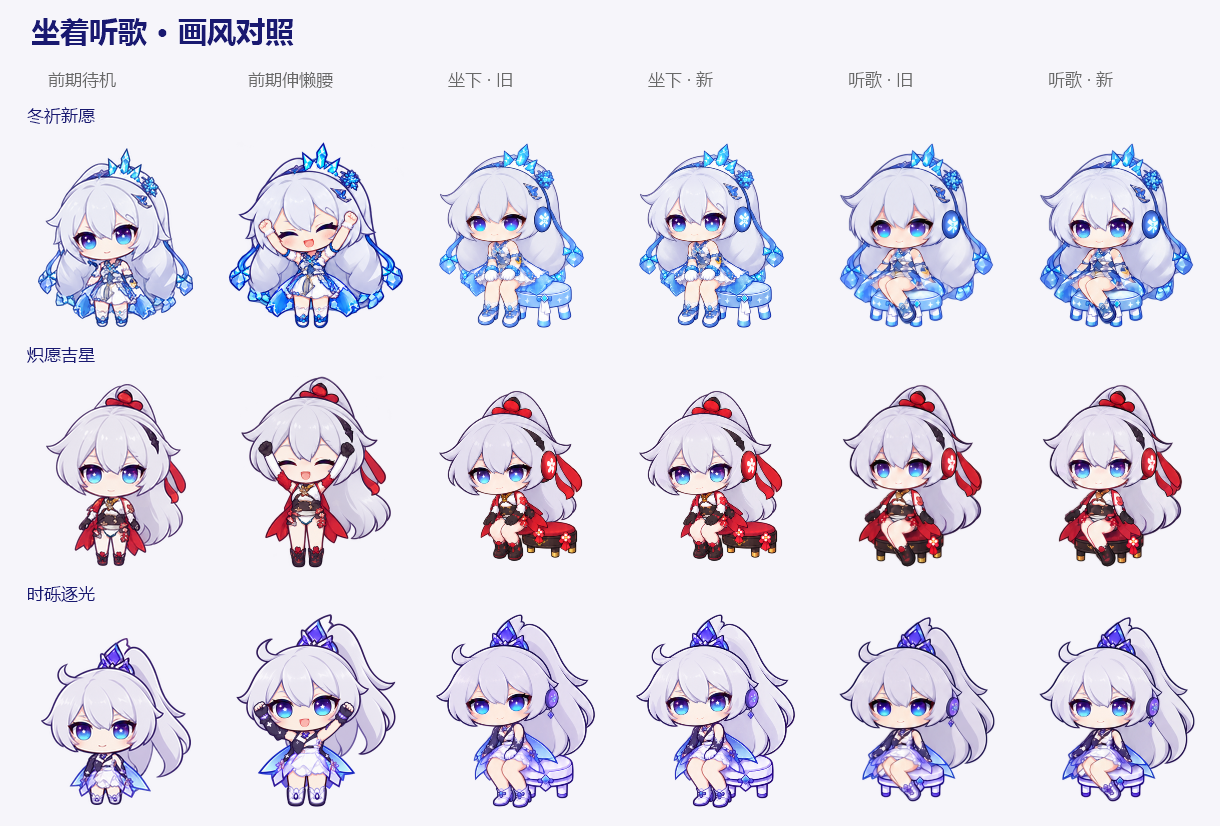 坐着听歌 · 画风对照
前期待机 前期伸懒腰 坐下 · 旧 坐下 · 新 听歌 · 旧 听歌 · 新
冬祈新愿
炽愿吉星
时砾逐光